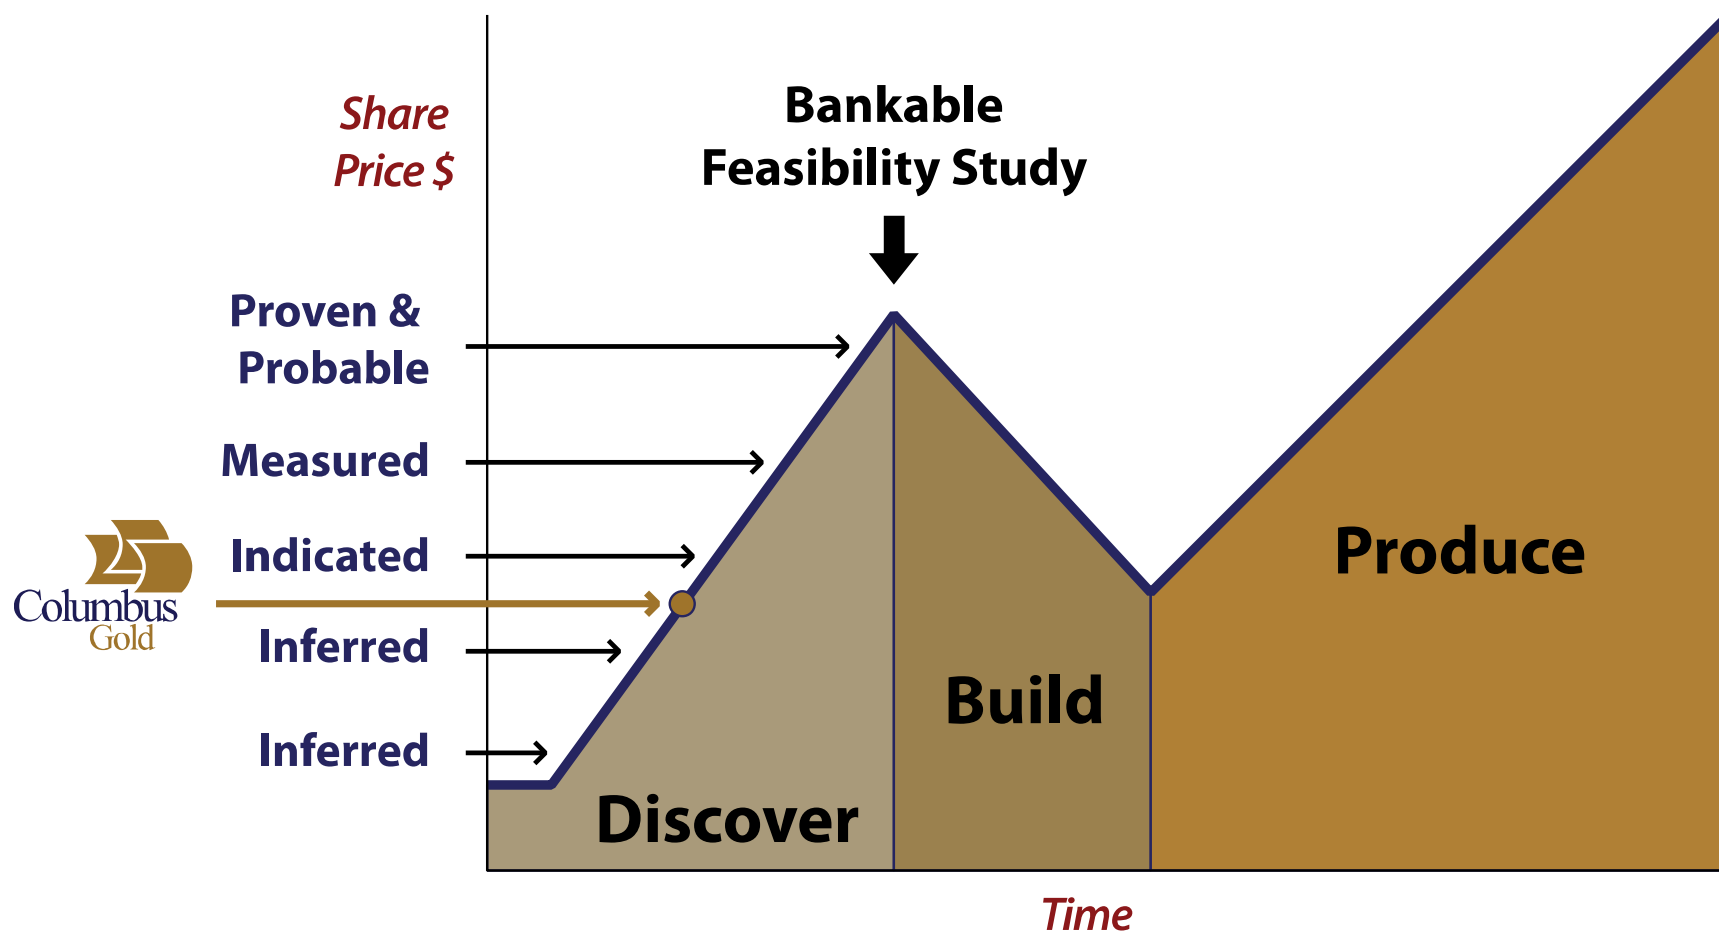 Share
Price $
Bankable
Feasibility Study
Proven &
Probable
Measured
Indicated
Columbus
Gold
Inferred
Inferred
Discover
Build
Produce
Time